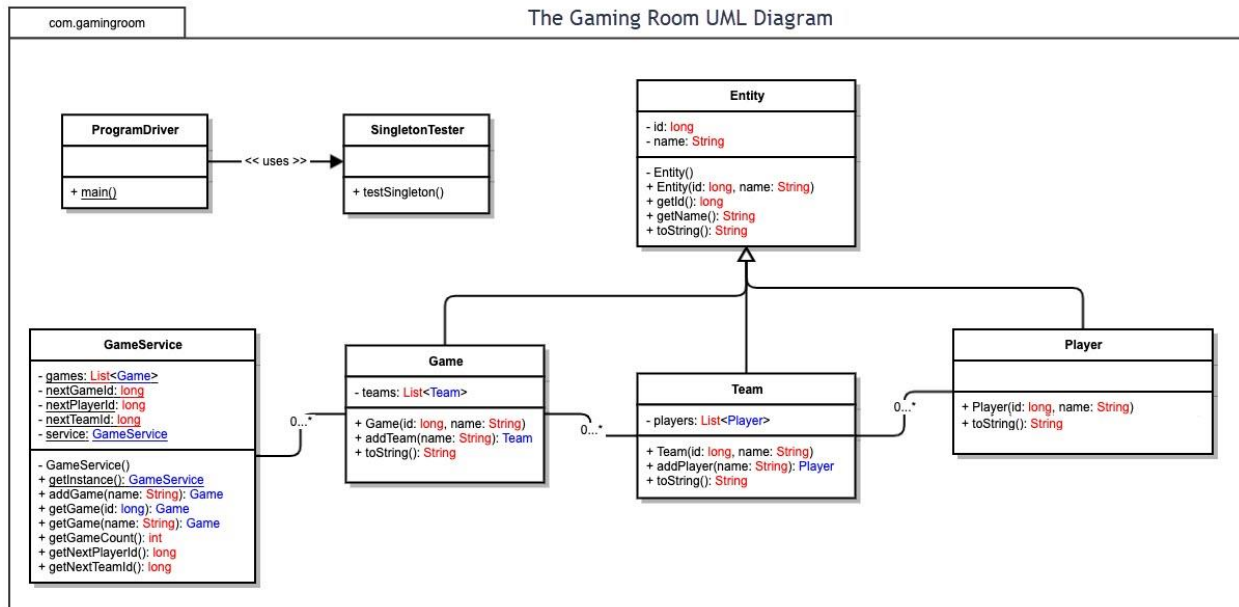 com.gamingroom
The Gaming Room UML Diagram
ProgramDriver
+ main()
<< uses >>
SingletonTester
+ testSingleton()
Entity
- id: long
- name: String
- Entity()
+ Entity(id: long, name: String)
+ getId(): long
+ getName(): String
+ toString(): String
GameService
- games: List<Game>
- nextGameId: long
- nextPlayerId: long
- nextTeamId: long
- service: GameService
- GameService()
+ getInstance(): GameService
+ addGame(name: String): Game
+ getGame(id: long): Game
+ getGame(name: String): Game
+ getGameCount(): int
+ getNextPlayerId(): long
+ getNextTeamId(): long
0...*
Game
- teams: List<Team>
+ Game(id: long, name: String)
+ addTeam(name: String): Team
+ toString(): String
0...*
Team
- players: List<Player>
+ Team(id: long, name: String)
+ addPlayer(name: String): Player
+ toString(): String
0...*
Player
+ Player(id: long, name: String)
+ toString(): String